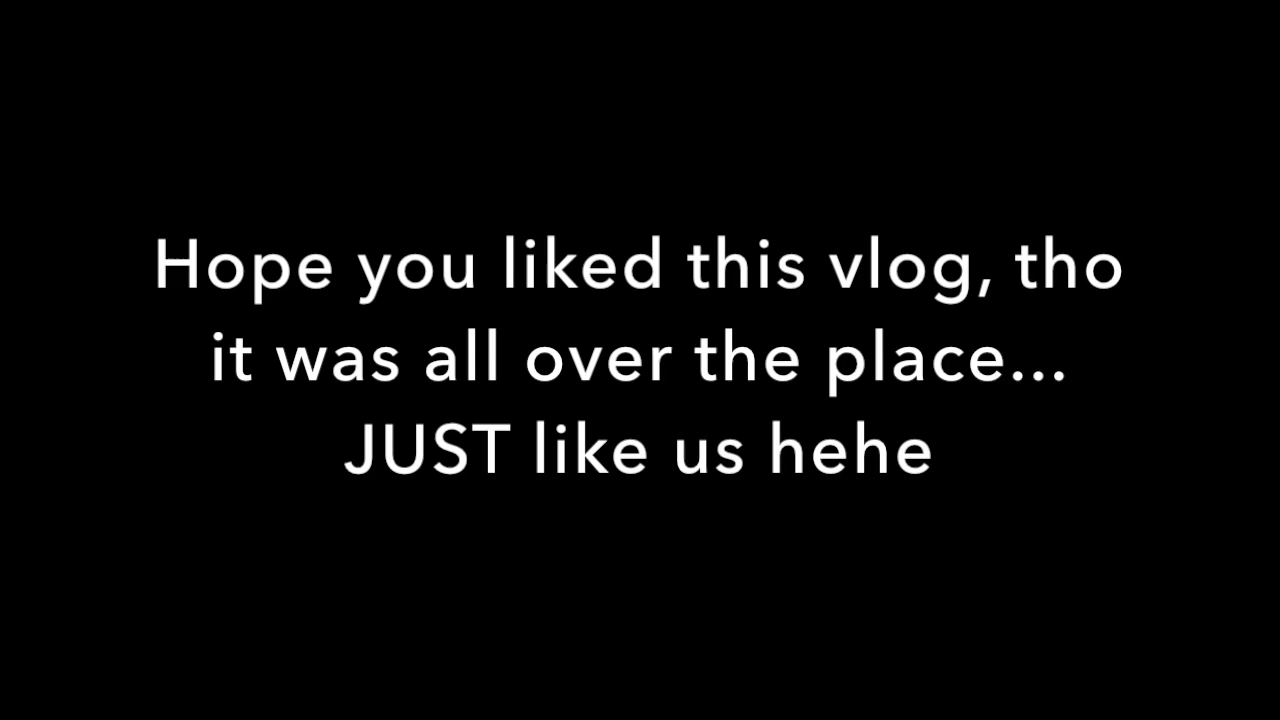 Hope you liked this vlog, tho
it was all over the place...
JUST like us hehe